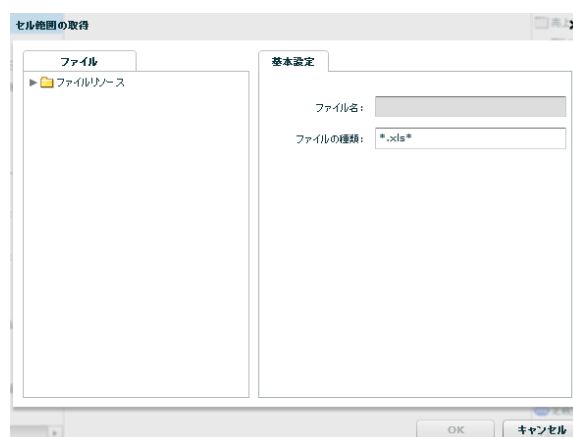 セル範囲の取得
ファイル
基本設定
ファイルリソース
ファイル名:
ファイルの種類:
*.xls*
OK
キャンセル